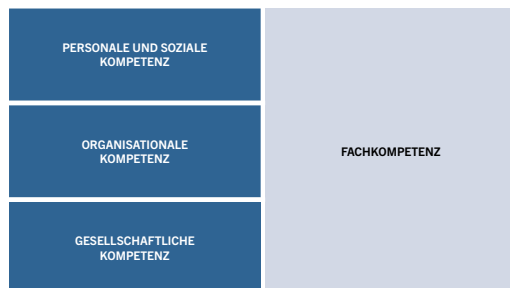 PERSONALE UND SOZIALE
KOMPETENZ
ORGANISATIONALE
KOMPETENZ
GESELLSCHAFTLICHE
KOMPETENZ
FACHKOMPETENZ